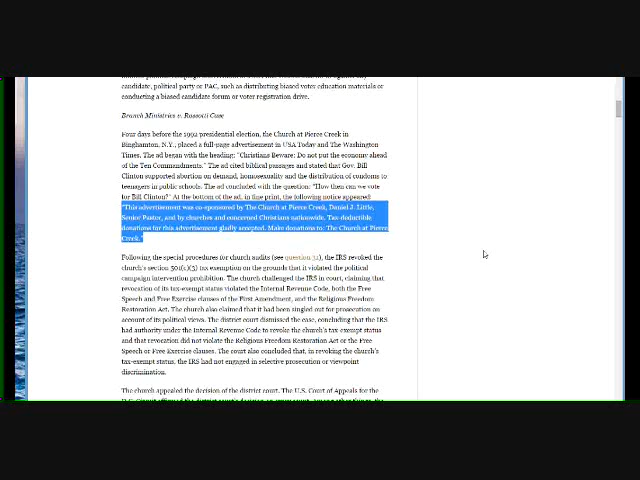 candidate, political party or PAC, such as distributing biased voter education materials or
conducting a biased candidate forum or voter registration drive.
Branch Ministries v. Rossotti Case
Four days before the 1992 presidential election, the Church at Pierce Creek in
Binghamton, N.Y., placed a full-page advertisement in USA Today and The Washington
Times. The ad began with the heading: "Christians Beware: Do not put the economy ahead
of the Ten Commandments." The ad cited biblical passages and stated that Gov. Bill
Clinton supported abortion on demand, homosexuality and the distribution of condoms to
teenagers in public schools. The ad concluded with the question: "How then can we vote
for Bill Clinton?" At the bottom of the ad, in fine print, the following notice appeared:
"This advertisement was co-sponsored by The Church at Pierce Creek, Daniel J. Little,
Senior Pastor, and by churches and concerned Christians nationwide. Tax-deductible
donations for this advertisement gladly accepted. Make donations to: The Church at Pierce
Creek."
Following the special procedures for church audits (see question 31), the IRS revoked the
church's section 501(c)(3) tax exemption on the grounds that it violated the political
campaign intervention prohibition. The church challenged the IRS in court, claiming that
revocation of its tax-exempt status violated the Internal Revenue Code, both the Free
Speech and Free Exercise clauses of the First Amendment, and the Religious Freedom
Restoration Act. The church also claimed that it had been singled out for prosecution on
account of its political views. The district court dismissed the case, concluding that the IRS
had authority under the Internal Revenue Code to revoke the church's tax-exempt status
and that revocation did not violate the Religious Freedom Restoration Act or the Free
Speech or Free Exercise clauses. The court also concluded that, in revoking the church's
tax-exempt status, the IRS had not engaged in selective prosecution or viewpoint
discrimination.
The church appealed the decision of the district court. The U.S. Court of Appeals for the